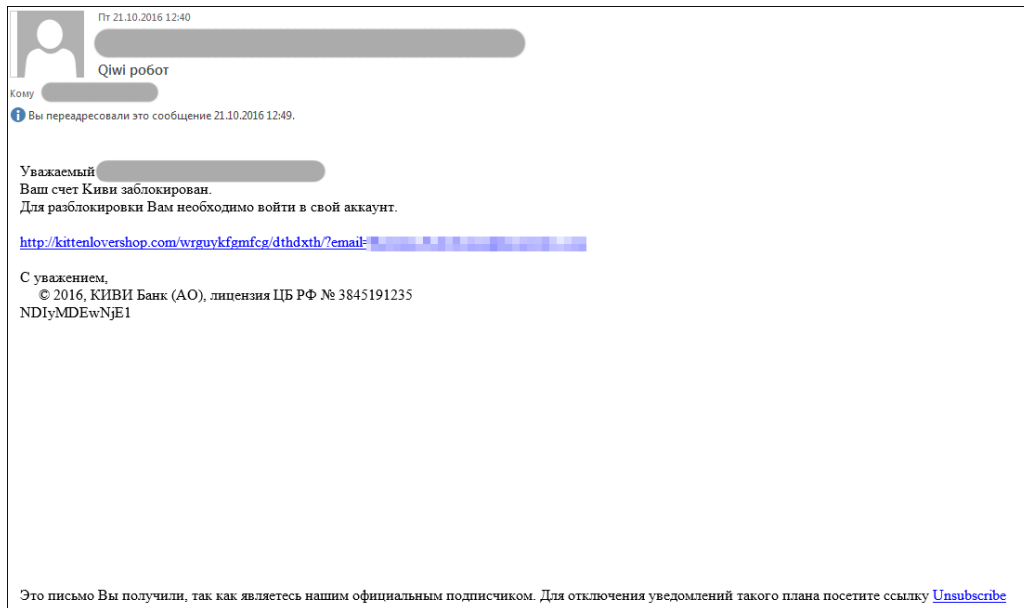 Пт 21.10.2016 12:40
Qiwi робот
Кому
Вы переадресовали это сообщение 21.10.2016 12:49.
Уважаемый
Ваш счет Киви заблокирован.
Для разблокировки Вам необходимо войти в свой аккаунт.
http://kittenlovershop.com/wrguykfgmfcg/dthdxth/?email=
С уважением,
© 2016, КИВИ Банк (АО), лицензия ЦБ РФ № 3845191235
NDIyMDEwNjE1
Это письмо Вы получили, так как являетесь нашим официальным подписчиком. Для отключения уведомлений такого плана посетите ссылку Unsubscribe